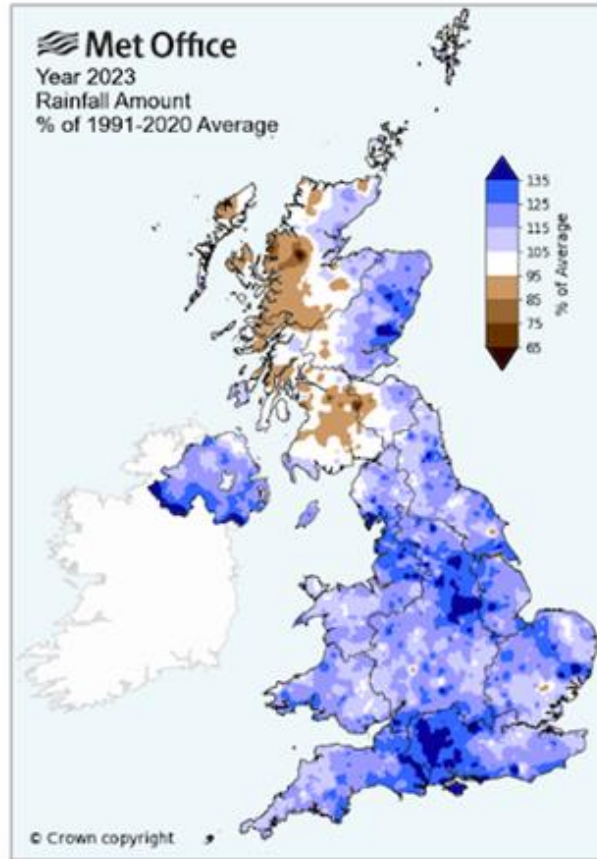 Met Office
Year 2023
Rainfall Amount
% of 1991-2020 Average
135
125
115
105
95
85
75
65
% of Average
© Crown copyright